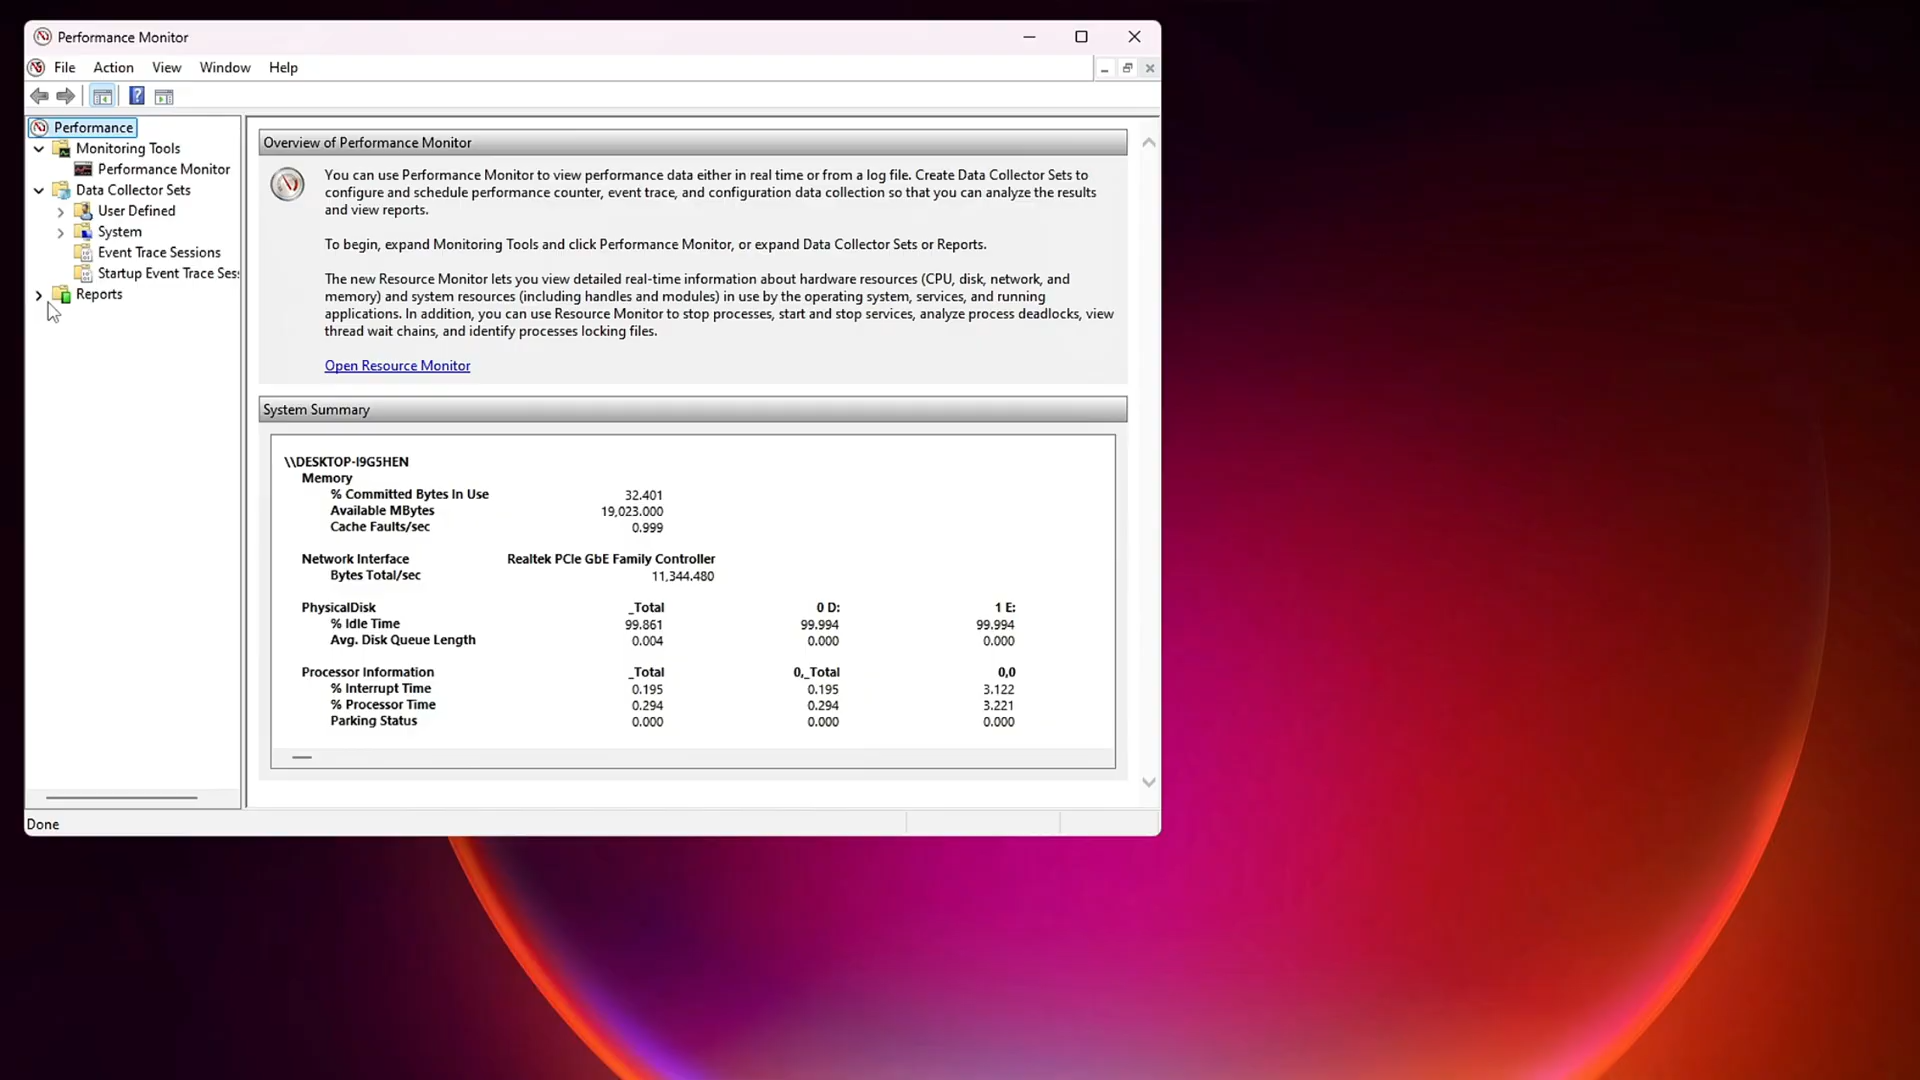 Performance Monitor
File Action View Window Help
Performance
Monitoring Tools
Performance Monitor
Data Collector Sets
User Defined
System
Event Trace Sessions
Startup Event Trace Ses
Reports
Overview of Performance Monitor
You can use Performance Monitor to view performance data either in real time or from a log file. Create Data Collector Sets to
configure and schedule performance counter, event trace, and configuration data collection so that you can analyze the results
and view reports.
To begin, expand Monitoring Tools and click Performance Monitor, or expand Data Collector Sets or Reports.
The new Resource Monitor lets you view detailed real-time information about hardware resources (CPU, disk, network, and
memory) and system resources (including handles and modules) in use by the operating system, services, and running
applications. In addition, you can use Resource Monitor to stop processes, start and stop services, analyze process deadlocks, view
thread wait chains, and identify processes locking files.
Open Resource Monitor
System Summary
\\DESKTOP-I9G5HEN
Memory
% Committed Bytes In Use 32.401
Available MBytes 19,023.000
Cache Faults/sec 0.999
Network Interface Realtek PCIe GbE Family Controller
Bytes Total/sec 11,344.480
PhysicalDisk _Total 0 D: 1 E:
% Idle Time 99.861 99.994 99.994
Avg. Disk Queue Length 0.004 0.000 0.000
Processor Information _Total 0,_Total 0,0
% Interrupt Time 0.195 0.195 3.122
% Processor Time 0.294 0.294 3.221
Parking Status 0.000 0.000 0.000
Done